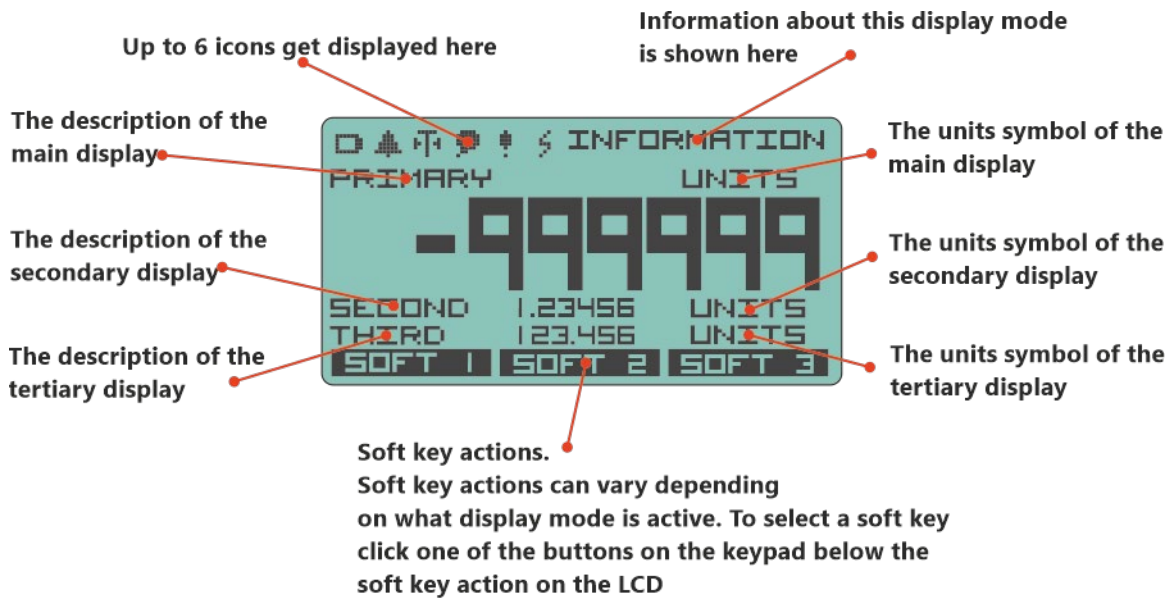 Information about this display mode
is shown here
Up to 6 icons get displayed here
The description of the
main display
INFORMATION
PRIMARY UNITS
The units symbol of the
main display
-999999
The description of the
secondary display
The units symbol of the
secondary display
SECOND 1.23456 UNITS
THIRD 123.456 UNITS
SOFT 1 SOFT 2 SOFT 3
The description of the
tertiary display
The units symbol of the
tertiary display
Soft key actions.
Soft key actions can vary depending
on what display mode is active. To select a soft key
click one of the buttons on the keypad below the
soft key action on the LCD